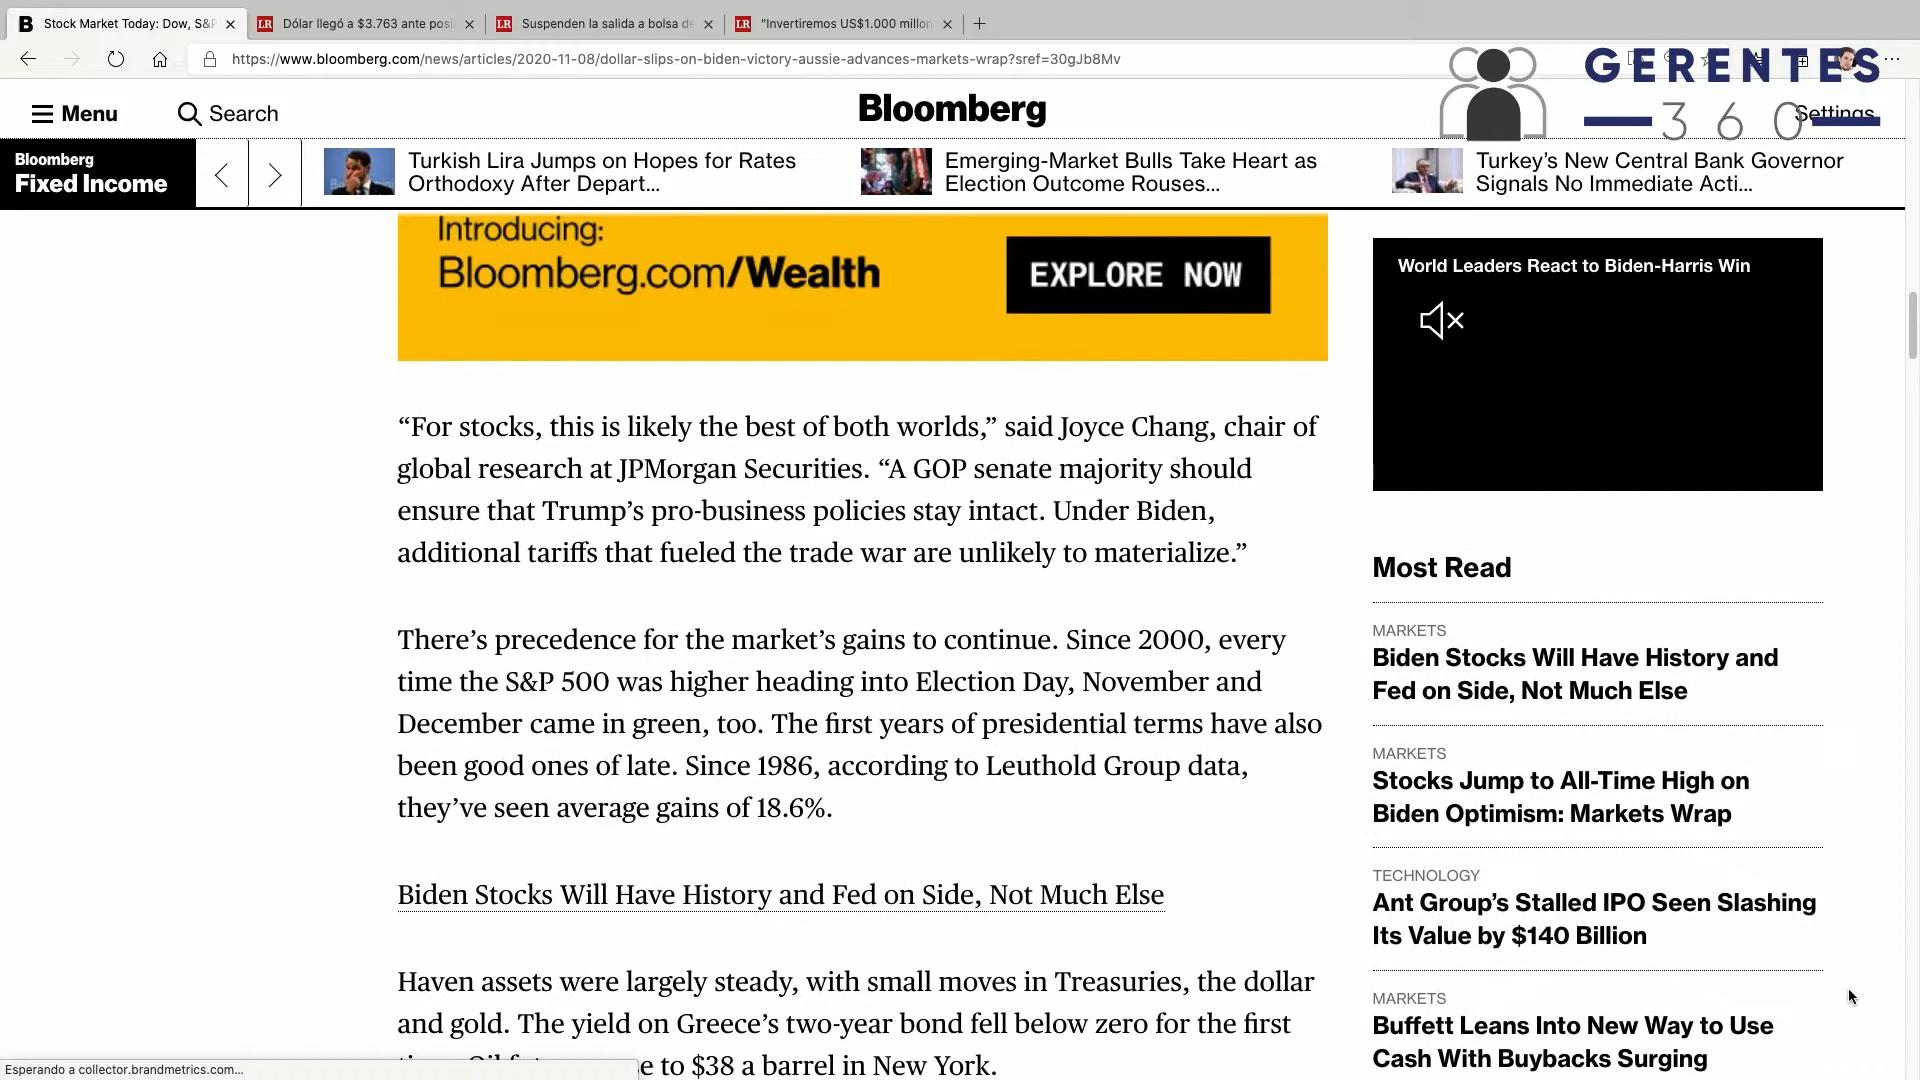 Stock Market Today: Dow, S&P
Dólar llegó a $3.763 ante posi
Suspenden la salida a bolsa de
"Invertiremos US$1.000 millon
https://www.bloomberg.com/news/articles/2020-11-08/dollar-slips-on-biden-victory-aussie-advances-markets-wrap?sref=30gJb8Mv
GERENTES
360
Menu
Search
Bloomberg
Settings
Bloomberg
Fixed Income
Turkish Lira Jumps on Hopes for Rates
Orthodoxy After Depart...
Emerging-Market Bulls Take Heart as
Election Outcome Rouses...
Turkey's New Central Bank Governor
Signals No Immediate Acti...
Introducing:
Bloomberg.com/Wealth
EXPLORE NOW
“For stocks, this is likely the best of both worlds,” said Joyce Chang, chair of
global research at JPMorgan Securities. “A GOP senate majority should
ensure that Trump’s pro-business policies stay intact. Under Biden,
additional tariffs that fueled the trade war are unlikely to materialize.”
There’s precedence for the market’s gains to continue. Since 2000, every
time the S&P 500 was higher heading into Election Day, November and
December came in green, too. The first years of presidential terms have also
been good ones of late. Since 1986, according to Leuthold Group data,
they’ve seen average gains of 18.6%.
Biden Stocks Will Have History and Fed on Side, Not Much Else
Haven assets were largely steady, with small moves in Treasuries, the dollar
and gold. The yield on Greece’s two-year bond fell below zero for the first
to $38 a barrel in New York.
World Leaders React to Biden-Harris Win
Most Read
MARKETS
Biden Stocks Will Have History and
Fed on Side, Not Much Else
MARKETS
Stocks Jump to All-Time High on
Biden Optimism: Markets Wrap
TECHNOLOGY
Ant Group’s Stalled IPO Seen Slashing
Its Value by $140 Billion
MARKETS
Buffett Leans Into New Way to Use
Cash With Buybacks Surging
Esperando a collector.brandmetrics.com...